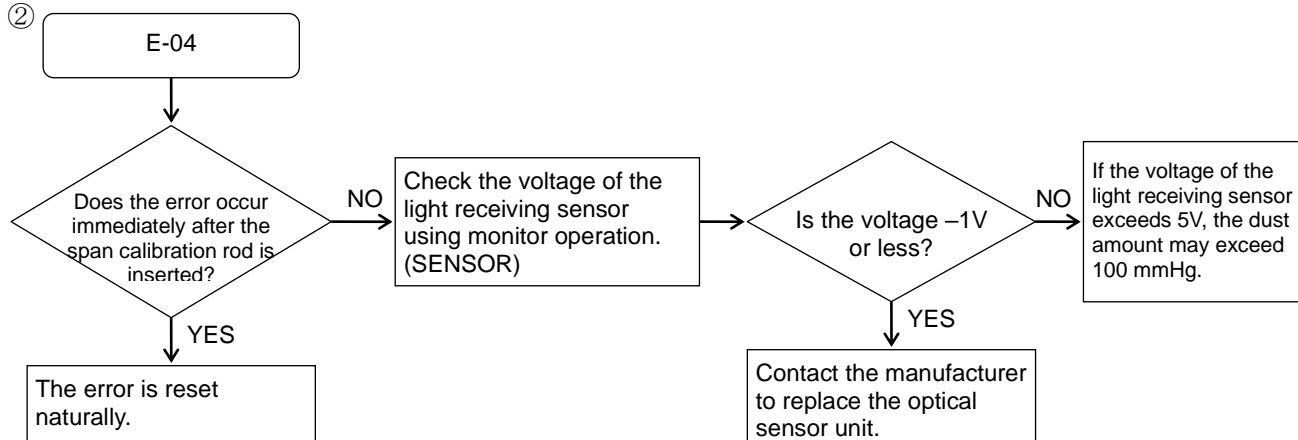 ②
E-04
Does the error occur
immediately after the
span calibration rod is
inserted?
NO
Check the voltage of the
light receiving sensor
using monitor operation.
(SENSOR)
Is the voltage –1V
or less?
NO
If the voltage of the
light receiving sensor
exceeds 5V, the dust
amount may exceed
100 mmHg.
YES
The error is reset
naturally.
YES
Contact the manufacturer
to replace the optical
sensor unit.